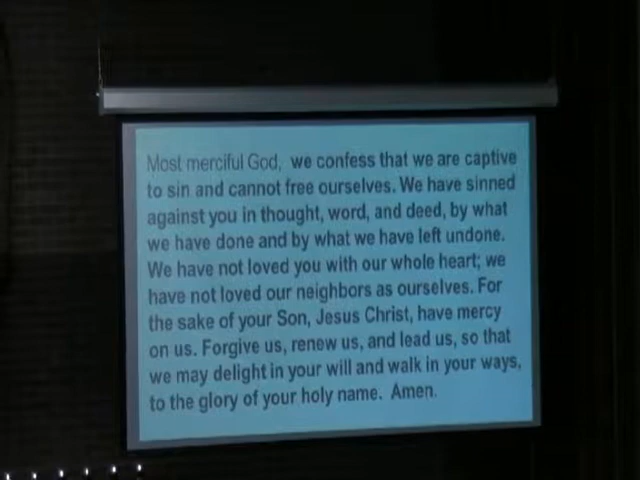 Most merciful God, we confess that we are captive
to sin and cannot free ourselves. We have sinned
against you in thought, word, and deed, by what
we have done and by what we have left undone.
We have not loved you with our whole heart; we
have not loved our neighbors as ourselves. For
the sake of your Son, Jesus Christ, have mercy
on us. Forgive us, renew us, and lead us, so that
we may delight in your will and walk in your ways,
to the glory of your holy name. Amen.